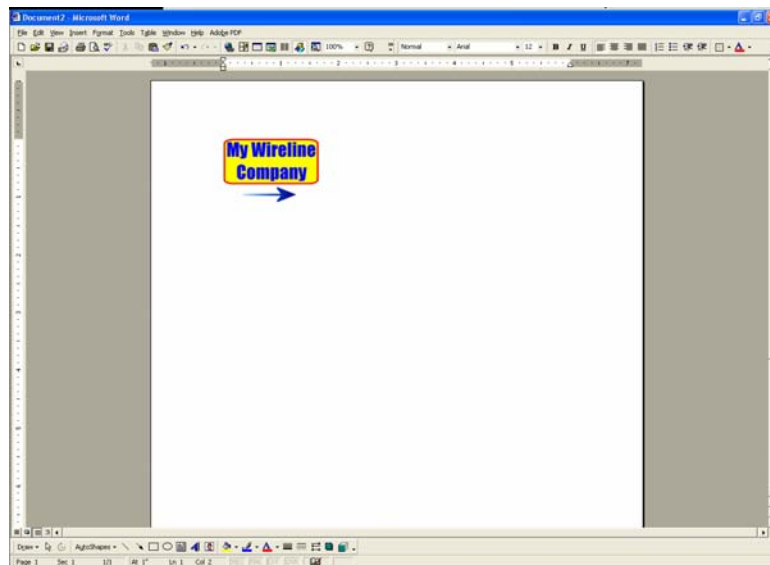 Document2 - Microsoft Word
File Edit View Insert Format Tools Table Window Help Adobe PDF
100% Normal Arial 12 B I U A
My Wireline
Company
Draw AutoShapes
Page 1 Sec 1 1/1 At 1" Ln 1 Col 2